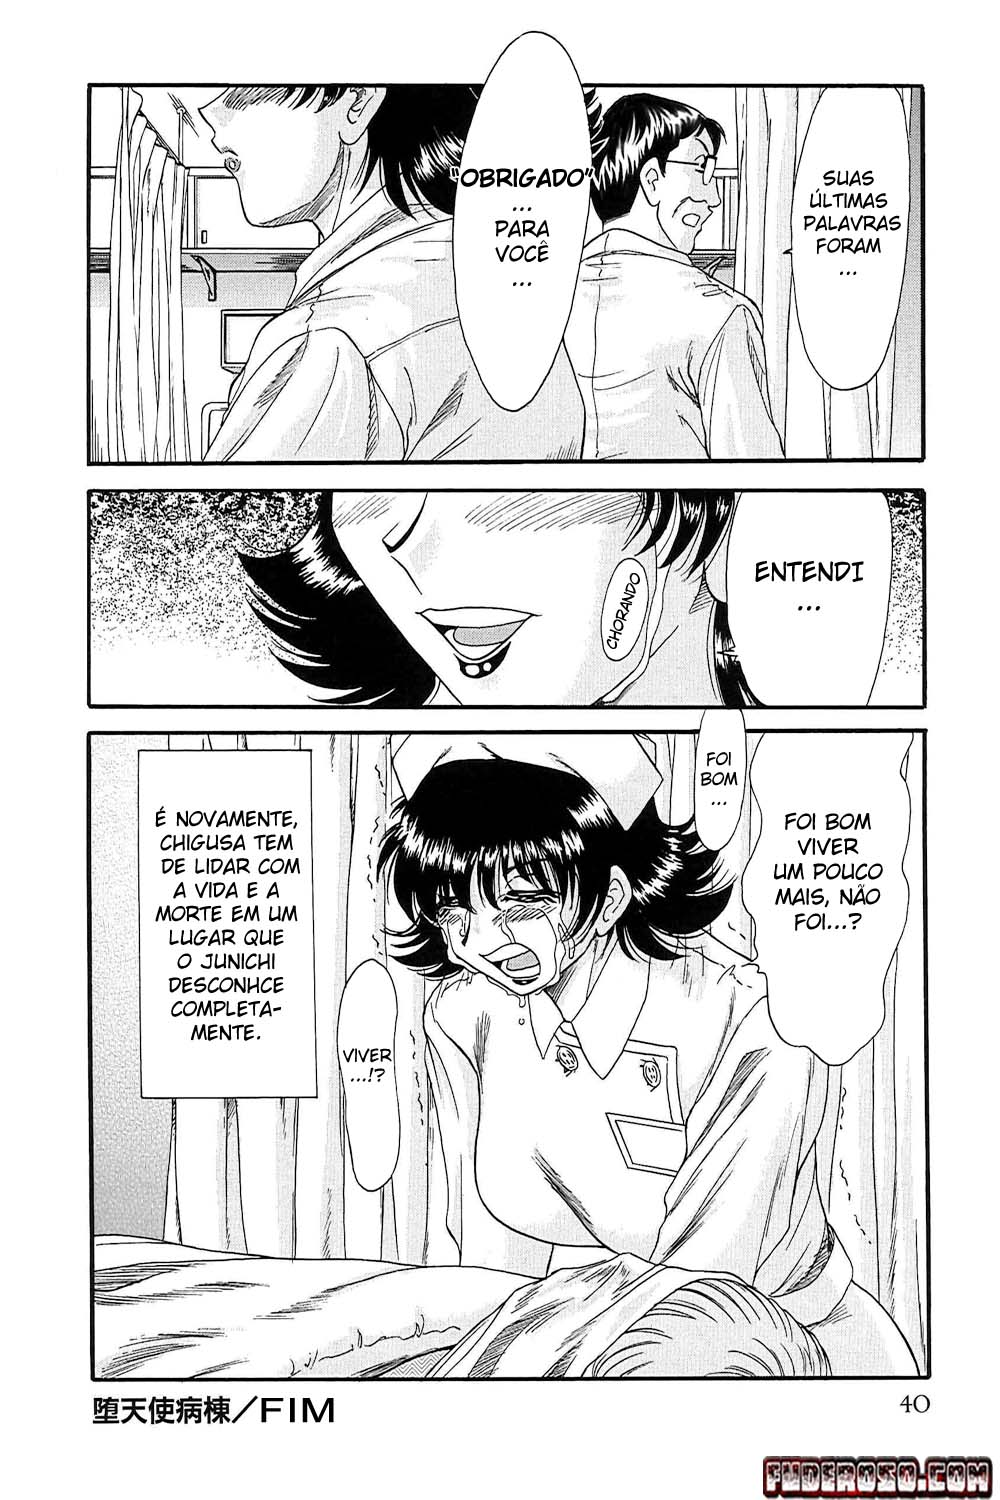 SUAS
ÚLTIMAS
PALAVRAS
FORAM
...
"OBRIGADO"
...
PARA
VOCÊ
...
ENTENDI
...
CHORANDO
FOI BOM
VIVER
UM POUCO
MAIS, NÃO
FOI...?
FOI
BOM
...
VIVER
...!?
É NOVAMENTE,
CHIGUSA TEM
DE LIDAR COM
A VIDA E A
MORTE EM UM
LUGAR QUE
O JUNICHI
DESCONHCE
COMPLETA-
MENTE.
堕天使病棟／FIM
40
FUDEROSO.COM